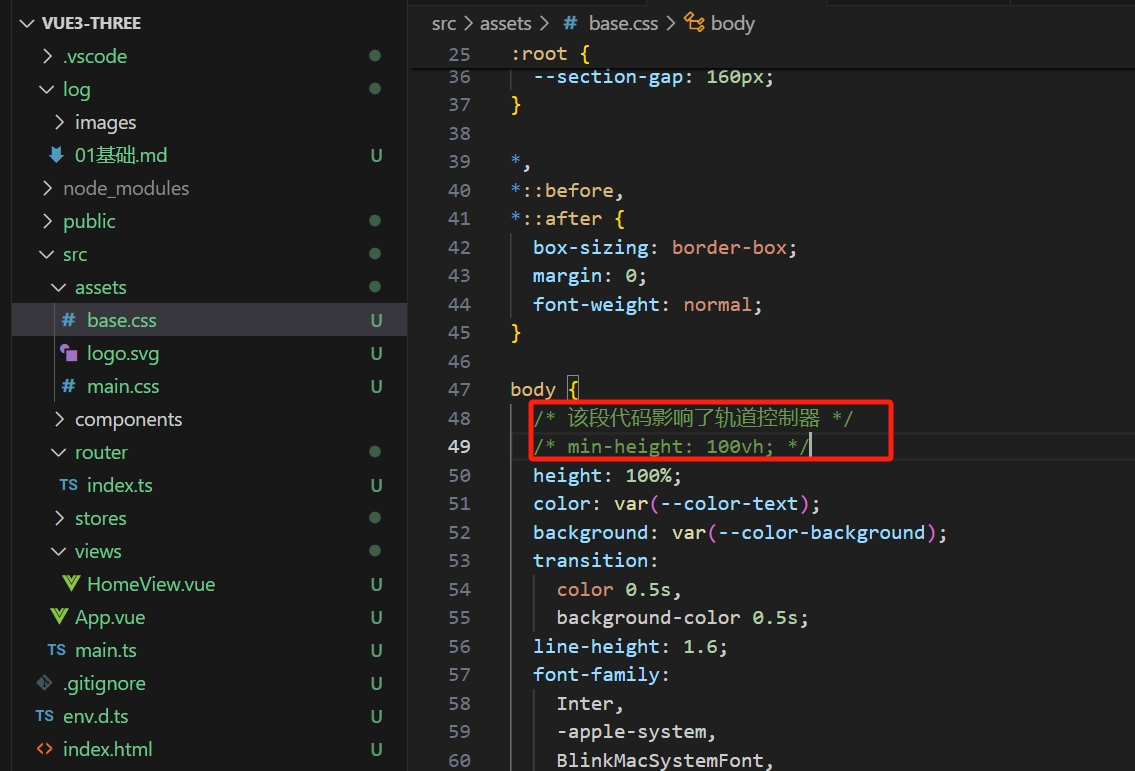 VUE3-THREE
.vscode
log
images
01基础.md U
node_modules
public
src
assets
# base.css U
logo.svg U
# main.css U
components
router
TS index.ts U
stores
views
HomeView.vue U
App.vue U
TS main.ts U
.gitignore U
TS env.d.ts U
<> index.html U
src > assets > # base.css > body
25 :root {
36 --section-gap: 160px;
37 }
38
39 *,
40 *::before,
41 *::after {
42 box-sizing: border-box;
43 margin: 0;
44 font-weight: normal;
45 }
46
47 body {
48 /* 该段代码影响了轨道控制器 */
49 /* min-height: 100vh; */
50 height: 100%;
51 color: var(--color-text);
52 background: var(--color-background);
53 transition:
54 color 0.5s,
55 background-color 0.5s;
56 line-height: 1.6;
57 font-family:
58 Inter,
59 -apple-system,
60 BlinkMacSystemFont,